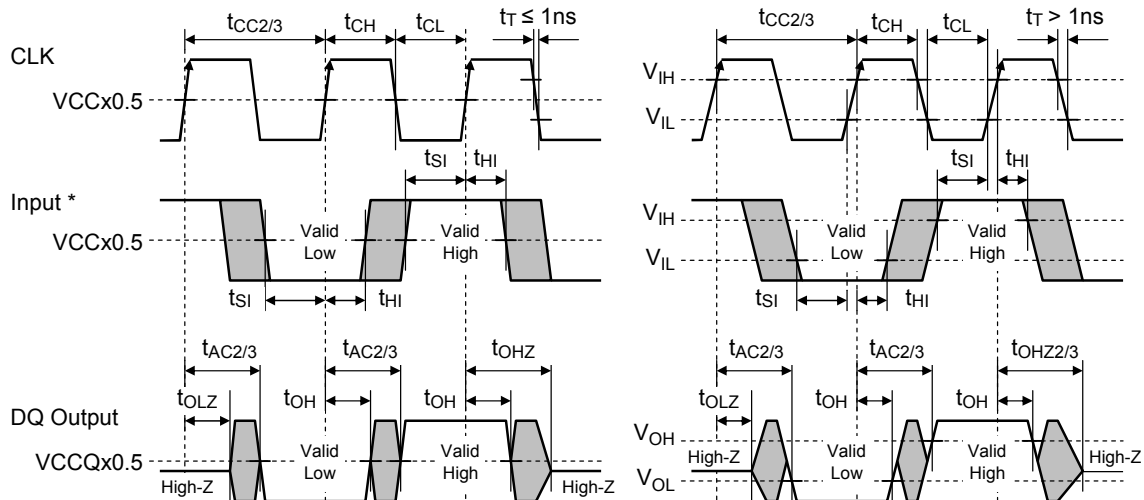 tCC2/3 tCH tCL tT ≤ 1ns
CLK
VCCx0.5
tSI tHI
Input *
VCCx0.5
Valid Low
Valid High
tSI tHI
tAC2/3 tAC2/3 tOHZ
tOLZ tOH tOH
DQ Output
VCCQx0.5
High-Z
Valid Low
Valid High
High-Z
tCC2/3 tCH tCL tT > 1ns
VIH
VIL
tSI tHI
VIH
VIL
Valid Low
Valid High
tSI tHI
tAC2/3 tAC2/3 tOHZ2/3
tOLZ tOH tOH
VOH
High-Z
VOL
Valid Low
Valid High
High-Z